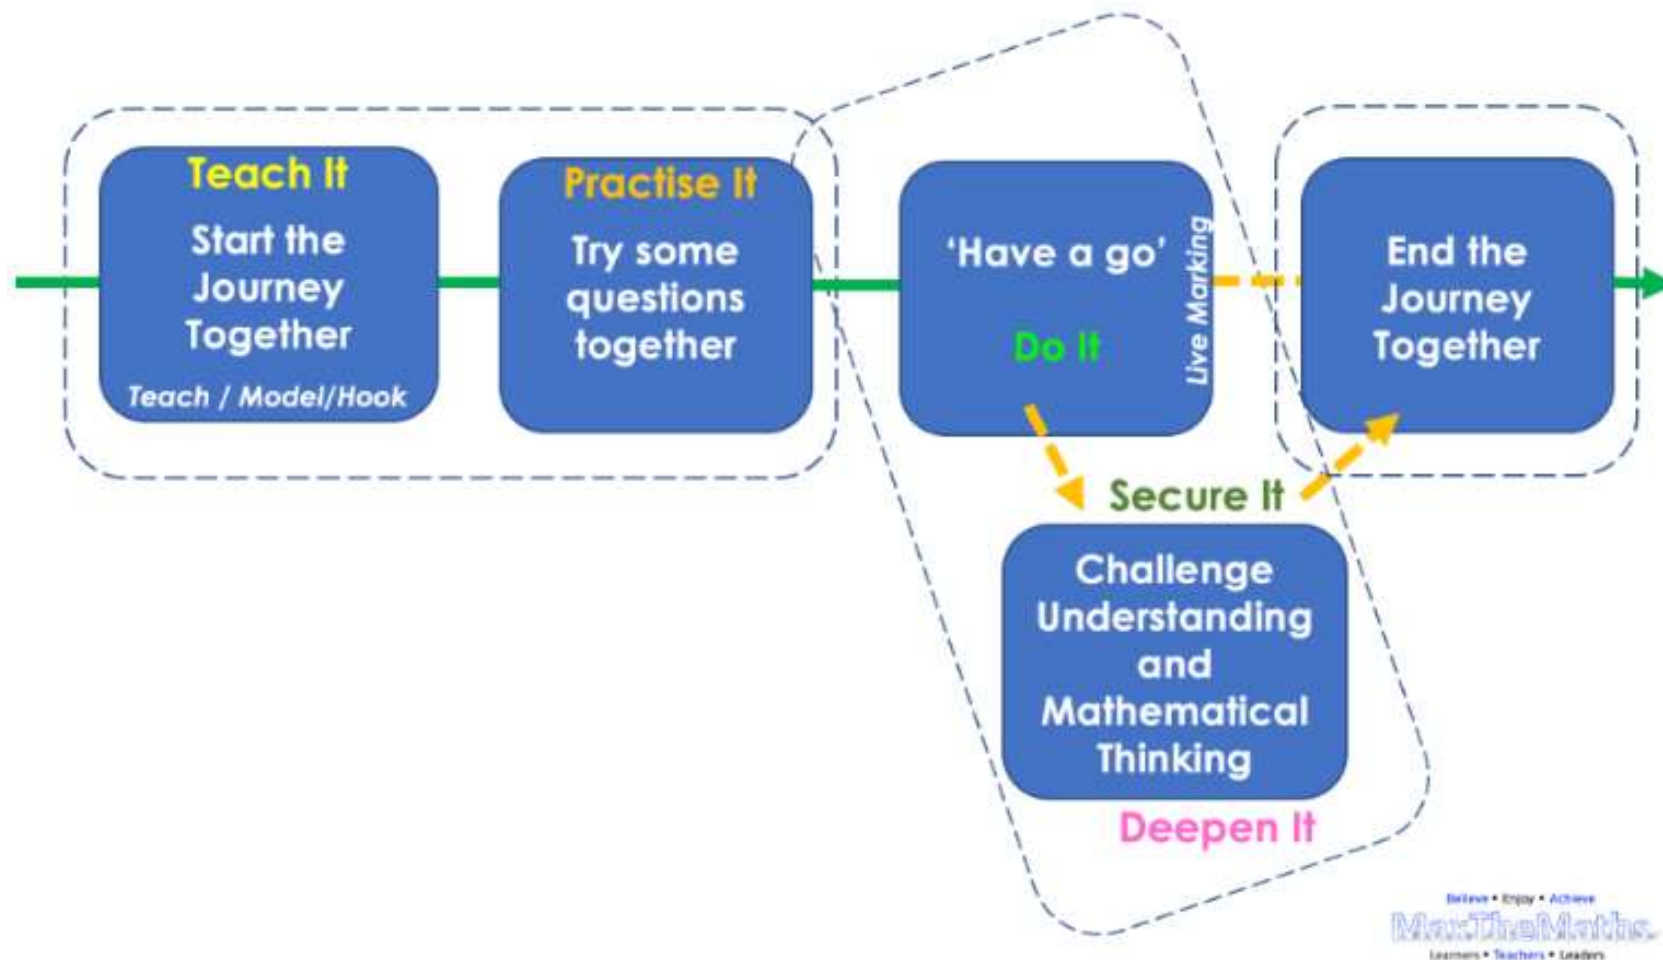 Teach It
Start the
Journey
Together
Teach / Model/Hook
Practise It
Try some
questions
together
‘Have a go’
Do It
Live Marking
End the
Journey
Together
Secure It
Challenge
Understanding
and
Mathematical
Thinking
Deepen It
Believe • Enjoy • Achieve
MaxTheMaths
Learners • Teachers • Leaders